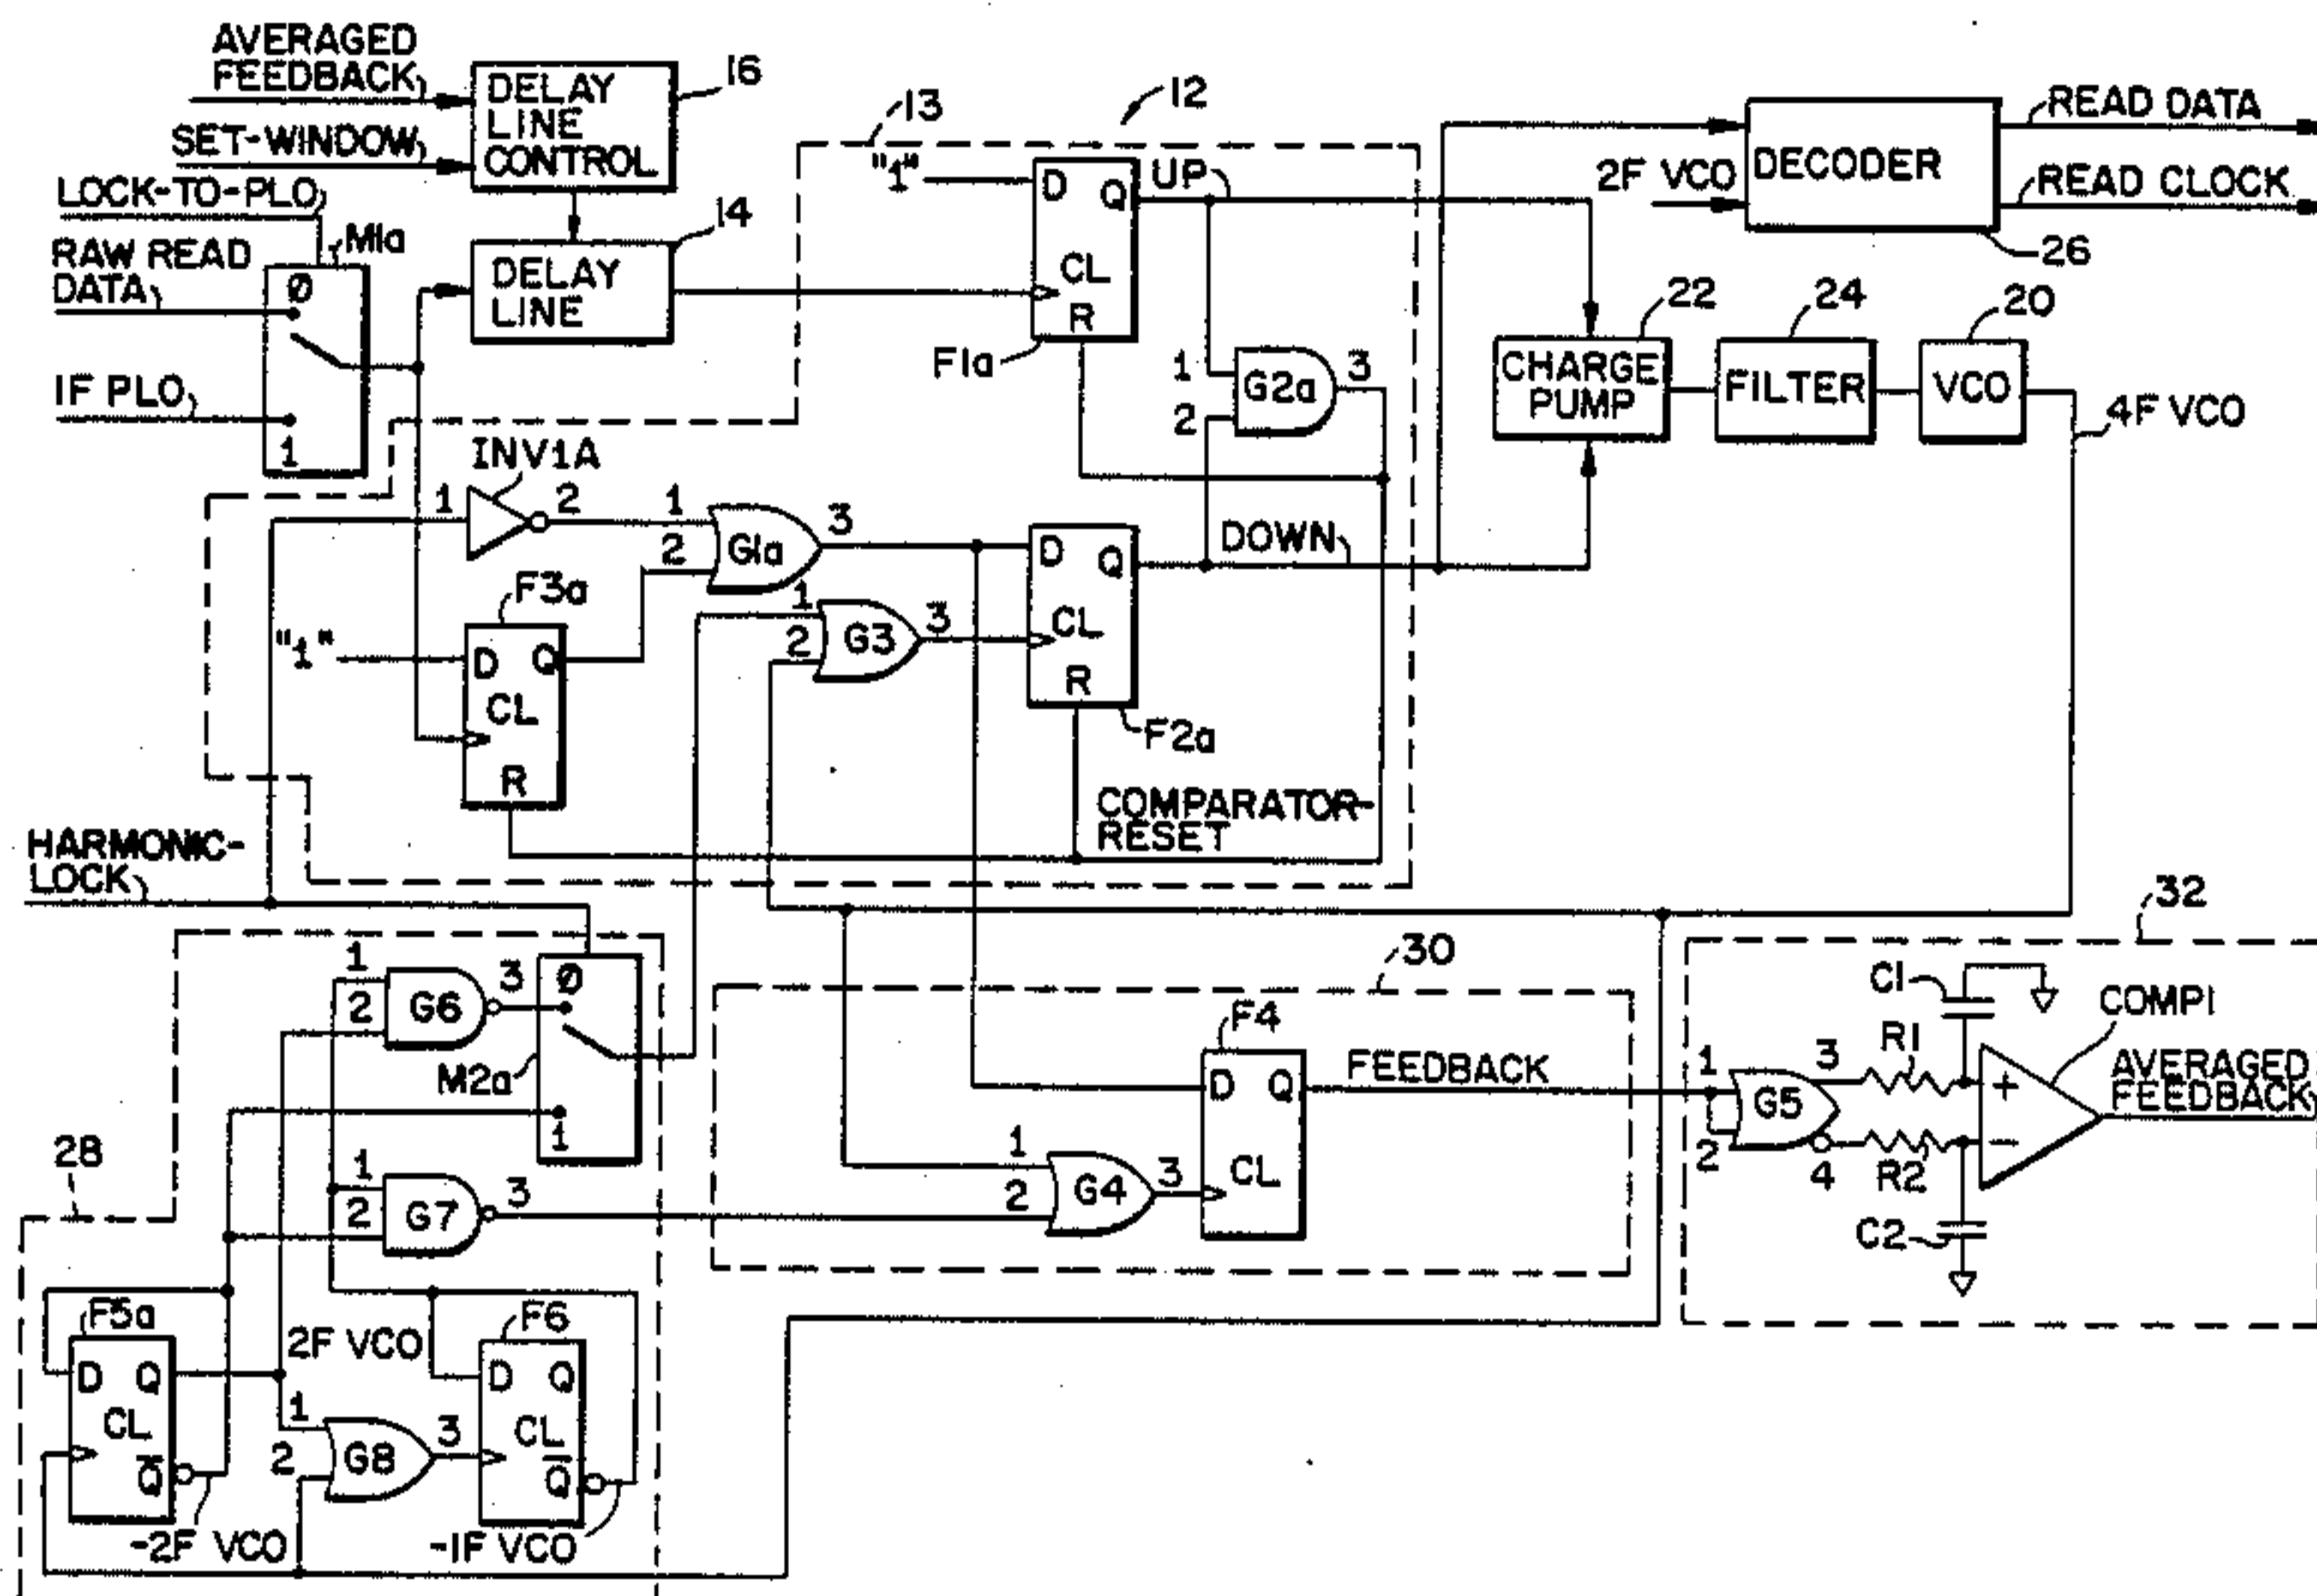 AVERAGED
FEEDBACK
SET-WINDOW
LOCK-TO-PLO
RAW READ
DATA
1F PLO
M1a
0
1
DELAY
LINE
CONTROL
16
DELAY
LINE
14
13
12
"1"
D
Q
CL
R
F1a
UP
1
2
G2a
3
2F VCO
DECODER
26
READ DATA
READ CLOCK
CHARGE
PUMP
22
FILTER
24
VCO
20
4F VCO
INV1A
1
2
1
2
G1a
3
F3a
"1"
D
Q
CL
R
1
2
G3
3
D
Q
CL
R
F2a
DOWN
COMPARATOR-
RESET
HARMONIC-
LOCK
1
2
G6
3
0
1
M2a
28
1
2
G7
3
F5a
D
Q
CL
Q
-2F VCO
2F VCO
1
2
G8
3
F6
D
Q
CL
Q
-1F VCO
30
F4
D
Q
CL
1
2
G4
3
FEEDBACK
32
1
2
G5
3
4
R1
R2
C1
C2
COMP1
+
-
AVERAGED
FEEDBACK